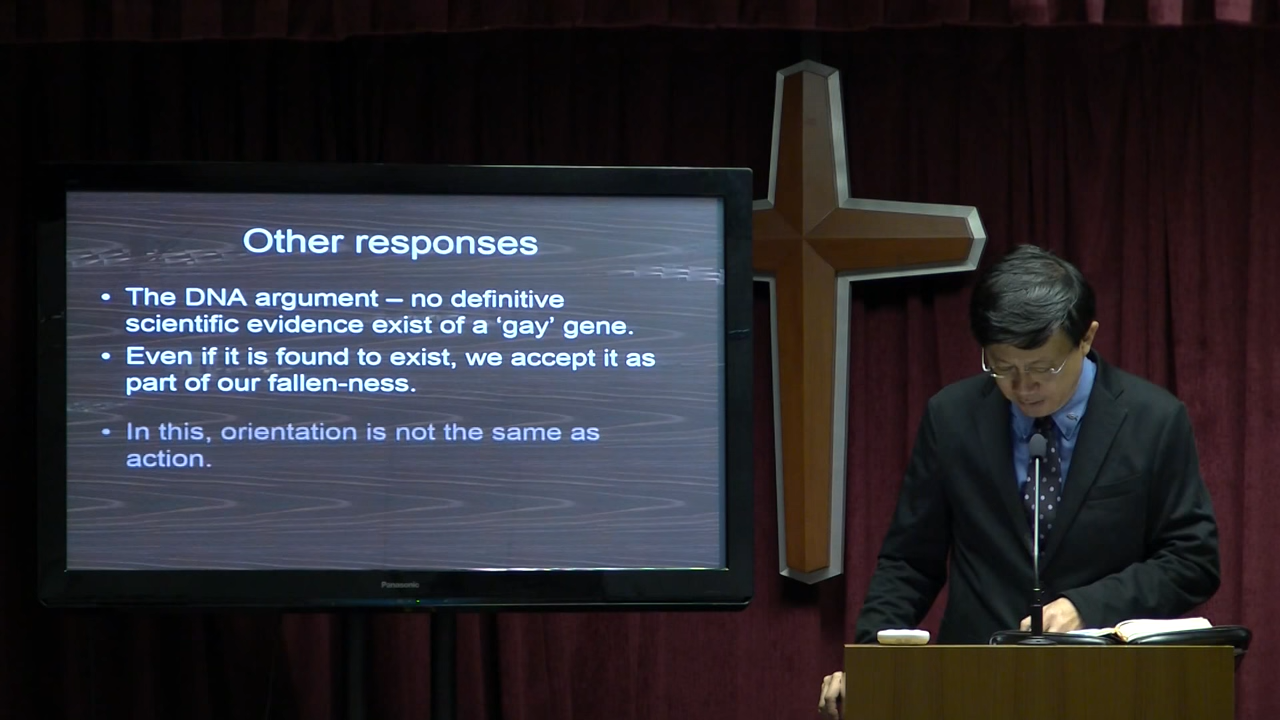 Other responses
• The DNA argument – no definitive
scientific evidence exist of a ‘gay’ gene.
• Even if it is found to exist, we accept it as
part of our fallen-ness.
• In this, orientation is not the same as
action.
Panasonic